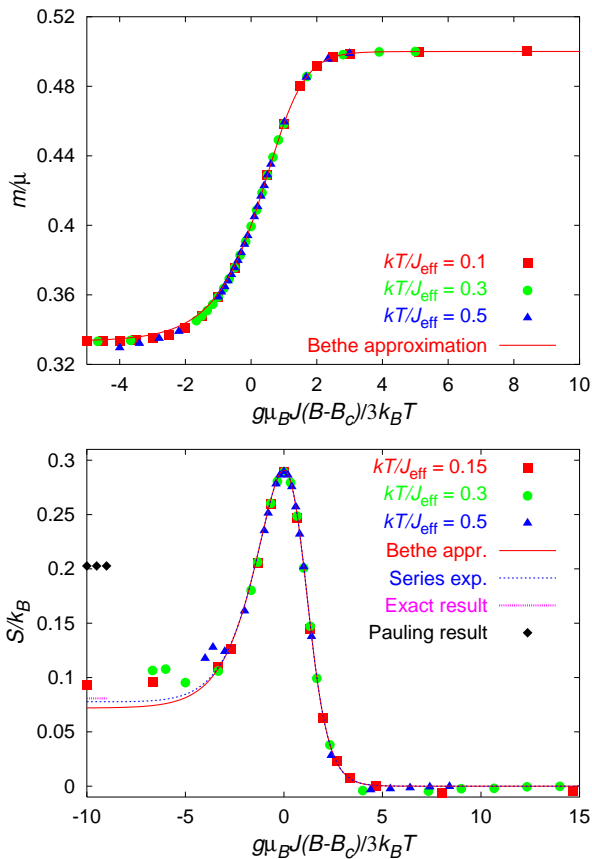 0.52
0.48
0.44
0.4
0.36
0.32
m/μ
kT/J_eff = 0.1
kT/J_eff = 0.3
kT/J_eff = 0.5
Bethe approximation
-4 -2 0 2 4 6 8 10
gμ_BJ(B-B_c)/3k_BT
0.3
0.25
0.2
0.15
0.1
0.05
0
S/k_B
kT/J_eff = 0.15
kT/J_eff = 0.3
kT/J_eff = 0.5
Bethe appr.
Series exp.
Exact result
Pauling result
-10 -5 0 5 10 15
gμ_BJ(B-B_c)/3k_BT